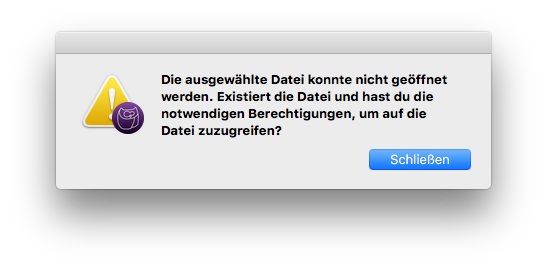 Die ausgewählte Datei konnte nicht geöffnet
werden. Existiert die Datei und hast du die
notwendigen Berechtigungen, um auf die
Datei zuzugreifen?
Schließen